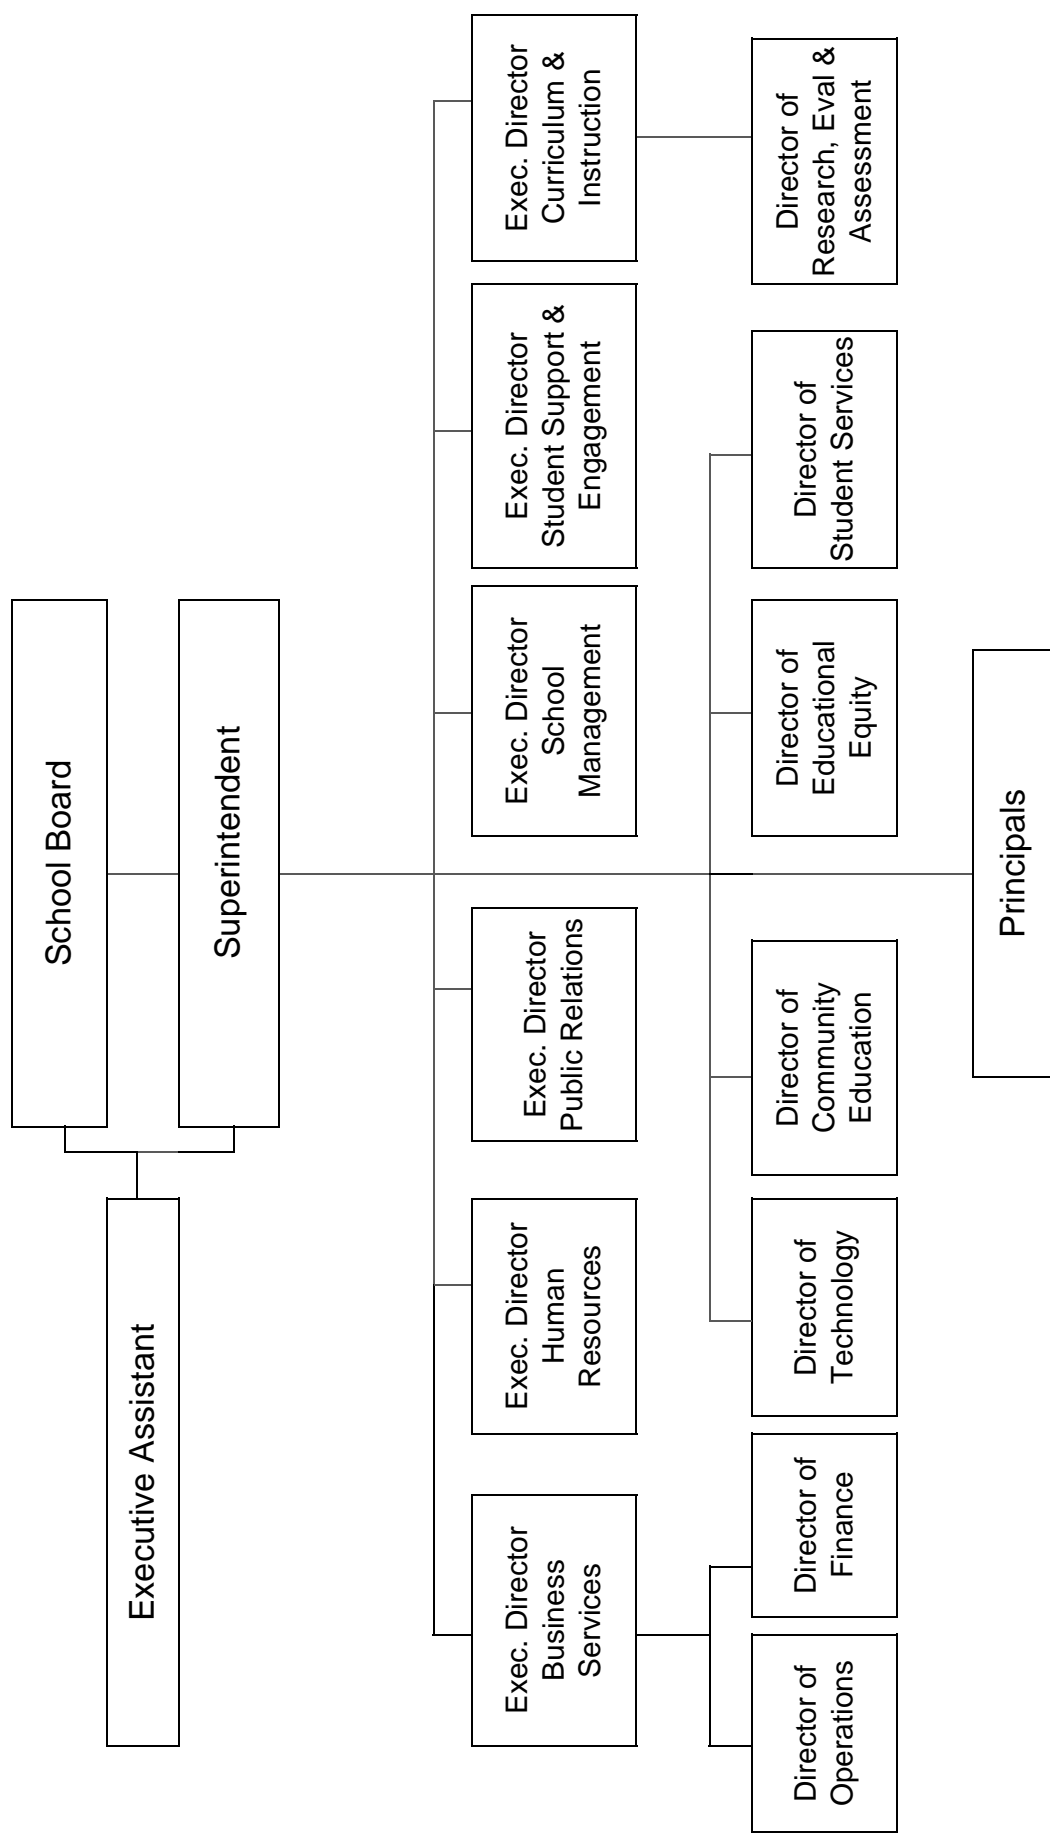 School Board
Executive Assistant
Superintendent
Exec. Director
Business
Services
Exec. Director
Human
Resources
Exec. Director
Public Relations
Exec. Director
School
Management
Exec. Director
Student Support &
Engagement
Exec. Director
Curriculum &
Instruction
Director of
Operations
Director of
Finance
Director of
Technology
Director of
Community
Education
Director of
Educational
Equity
Director of
Student Services
Director of
Research, Eval &
Assessment
Principals